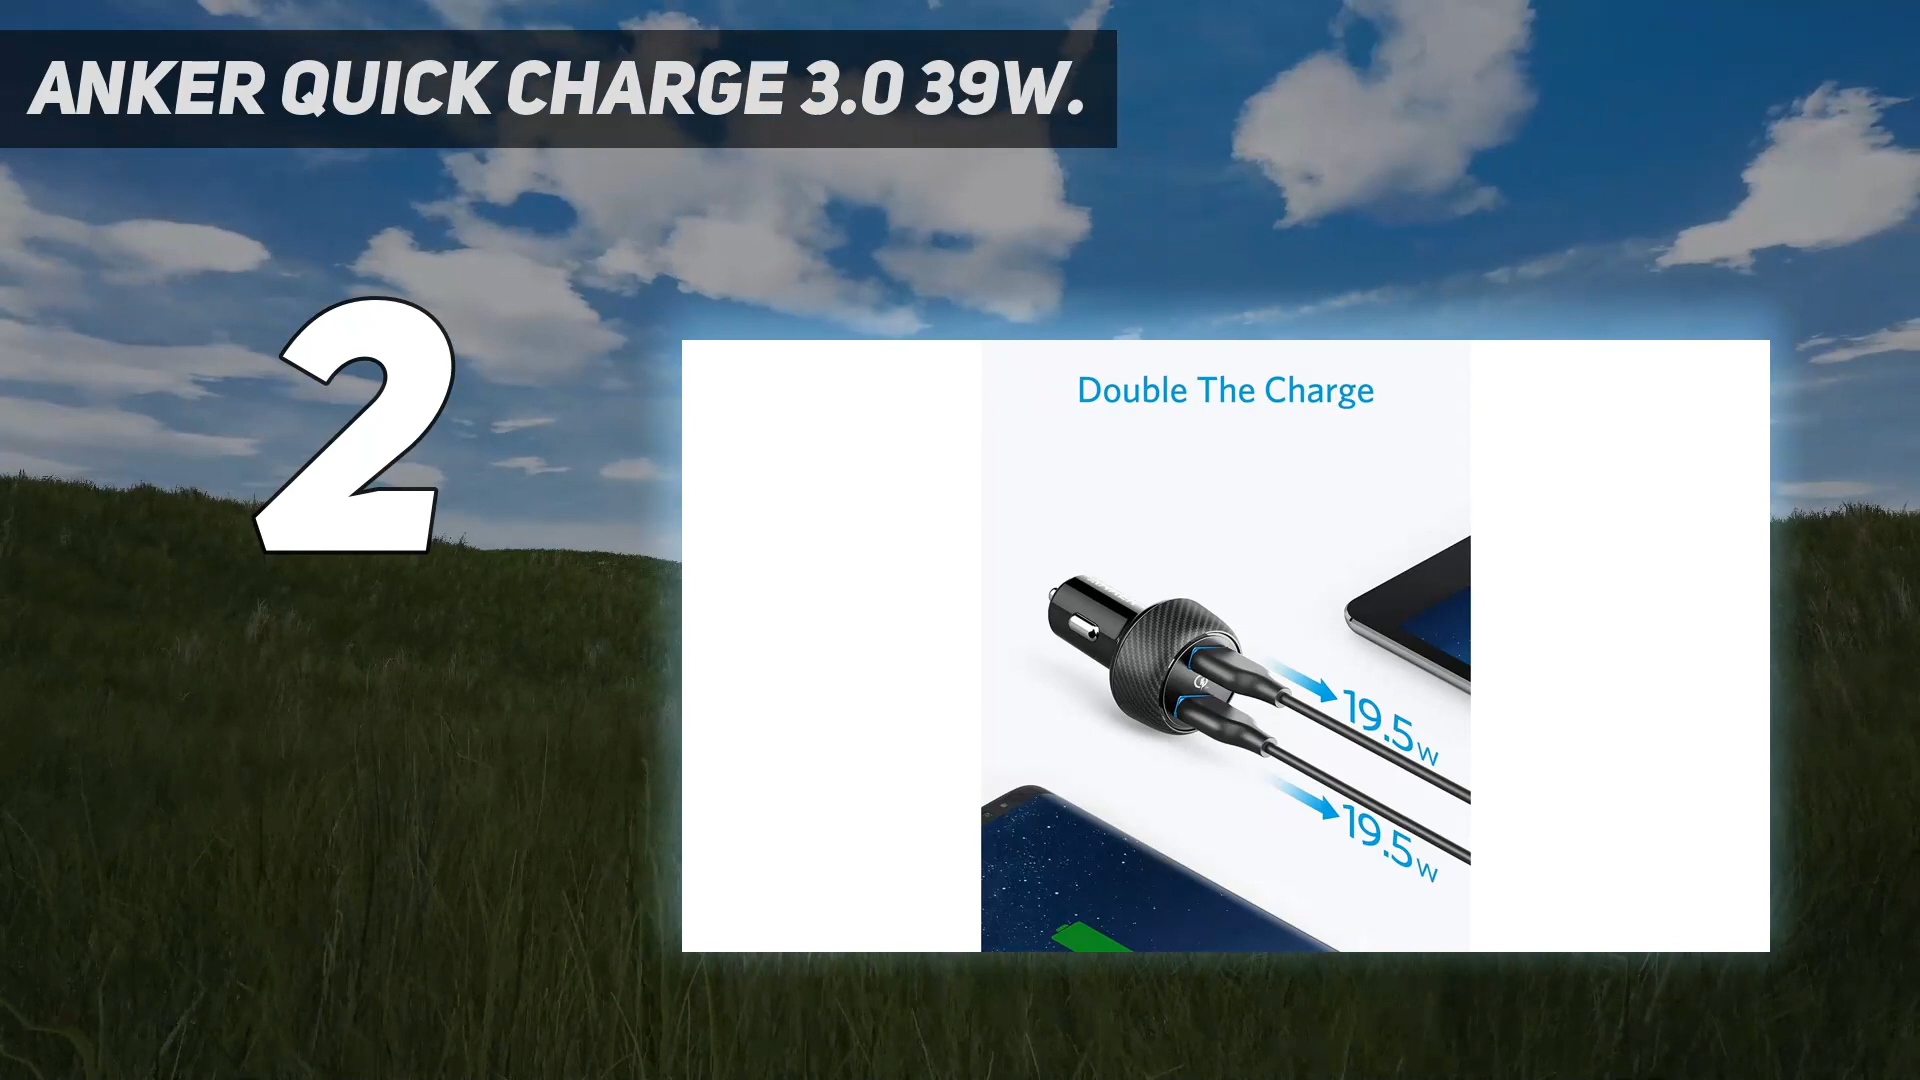 ANKER QUICK CHARGE 3.0 39W.
2
Double The Charge
19.5W
19.5W